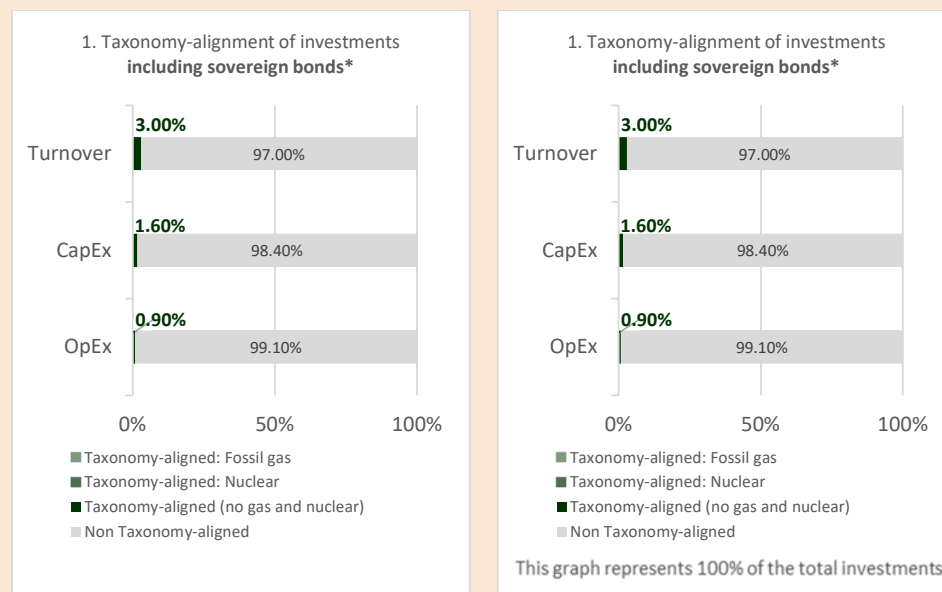 1. Taxonomy-alignment of investments
including sovereign bonds*
3.00%
Turnover
97.00%
1.60%
CapEx
98.40%
0.90%
OpEx
99.10%
0%
50%
100%
Taxonomy-aligned: Fossil gas
Taxonomy-aligned: Nuclear
Taxonomy-aligned (no gas and nuclear)
Non Taxonomy-aligned
1. Taxonomy-alignment of investments
including sovereign bonds*
3.00%
Turnover
97.00%
1.60%
CapEx
98.40%
0.90%
OpEx
99.10%
0%
50%
100%
Taxonomy-aligned: Fossil gas
Taxonomy-aligned: Nuclear
Taxonomy-aligned (no gas and nuclear)
Non Taxonomy-aligned
This graph represents 100% of the total investments